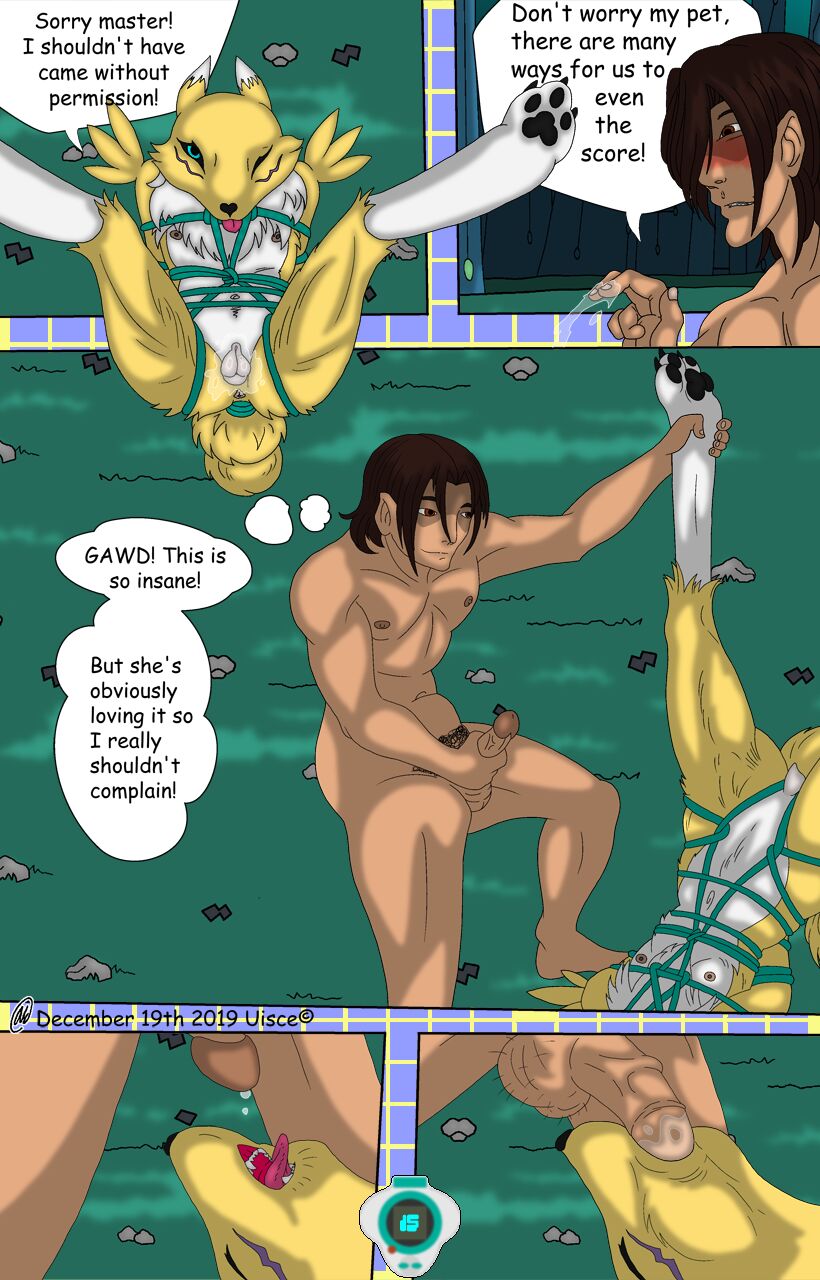 Sorry master!
I shouldn't have
came without
permission!
Don't worry my pet,
there are many
ways for us to
even
the
score!
GAWD! This is
so insane!
But she's
obviously
loving it so
I really
shouldn't
complain!
December 19th 2019 Uisce©
15